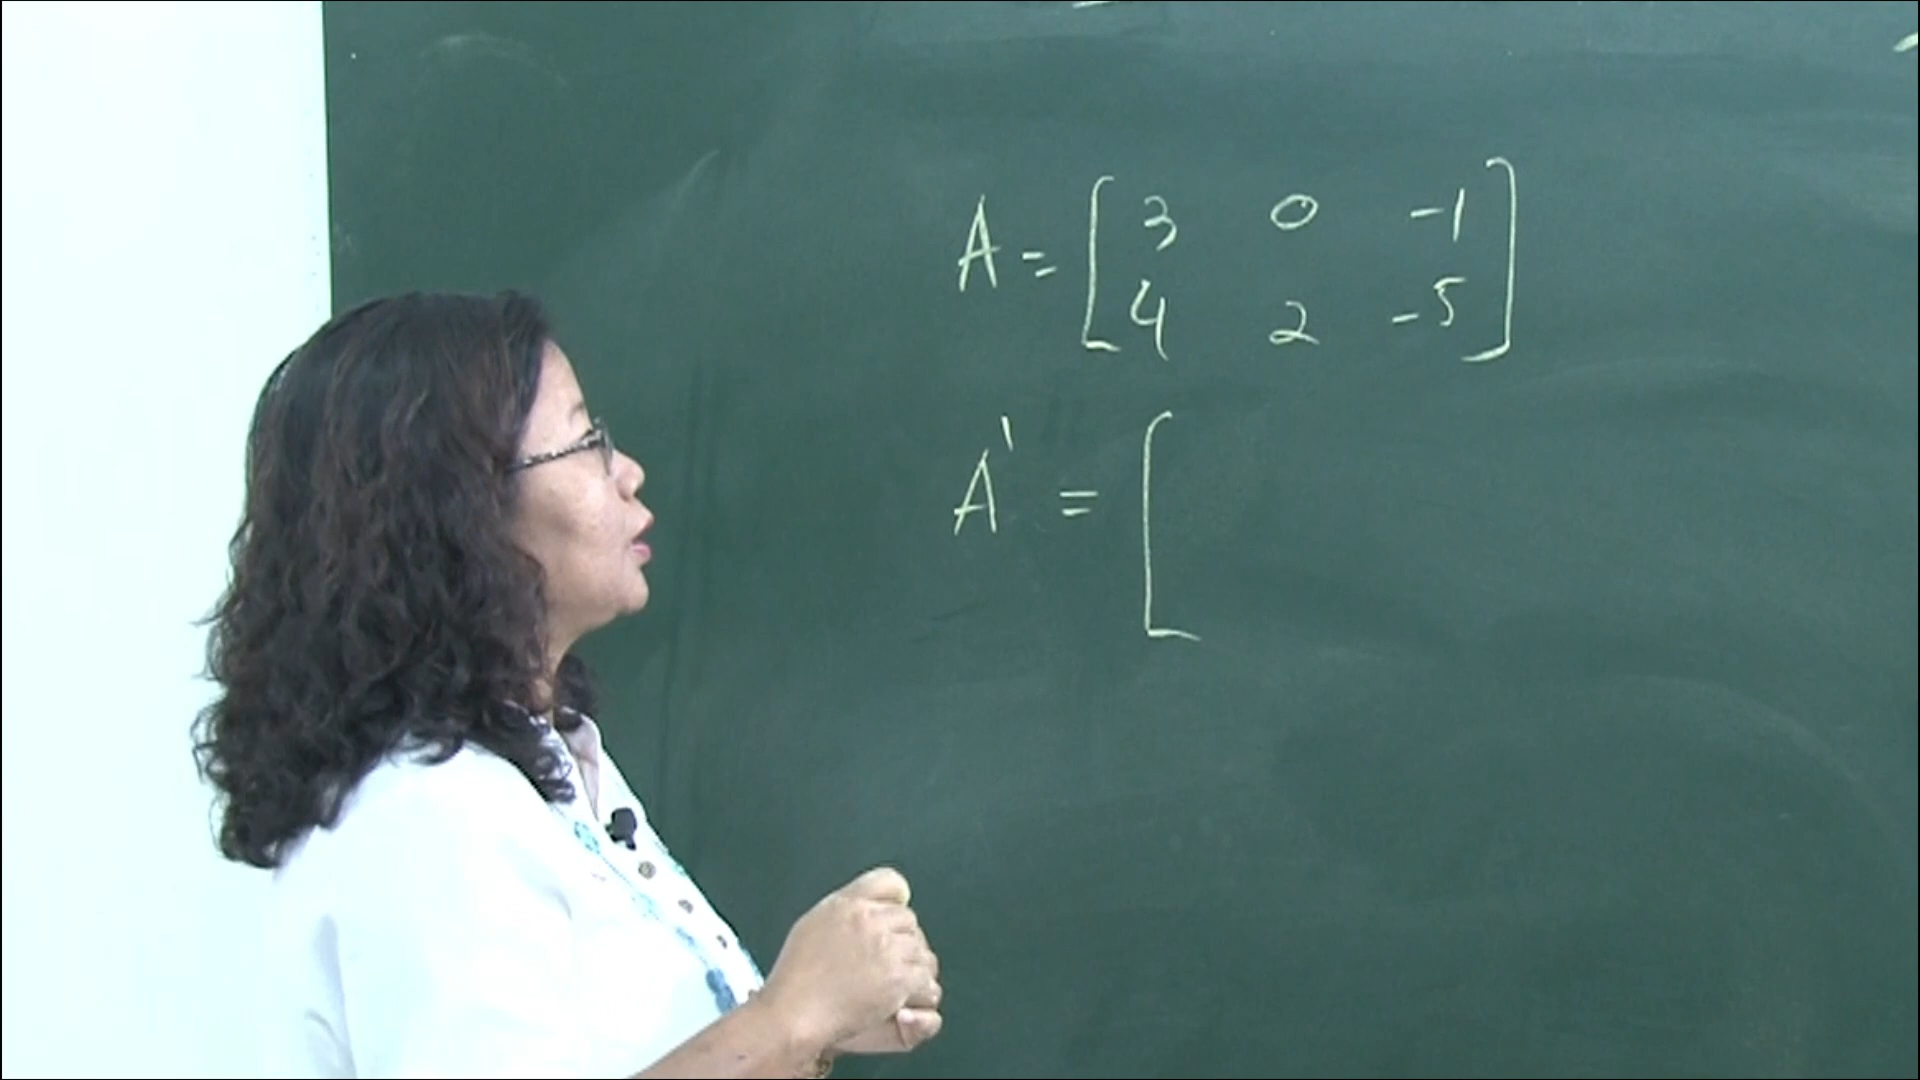 A = [ 3 0 -1
4 2 -5 ]
A' = [